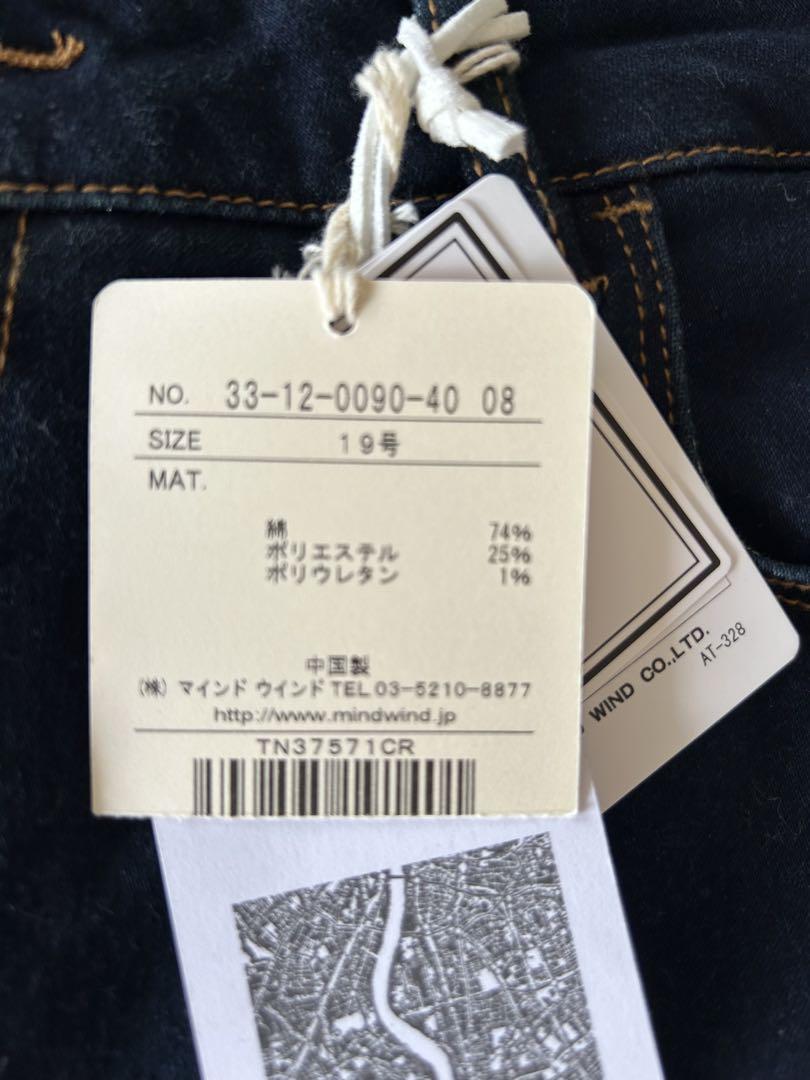 NO. 33-12-0090-40 08
SIZE 19号
MAT.
綿 74%
ポリエステル 25%
ポリウレタン 1%
中国製
(株) マインド ウインド TEL 03-5210-8877
http://www.mindwind.jp
TN37571CR
WIND CO.,LTD.
AT-328